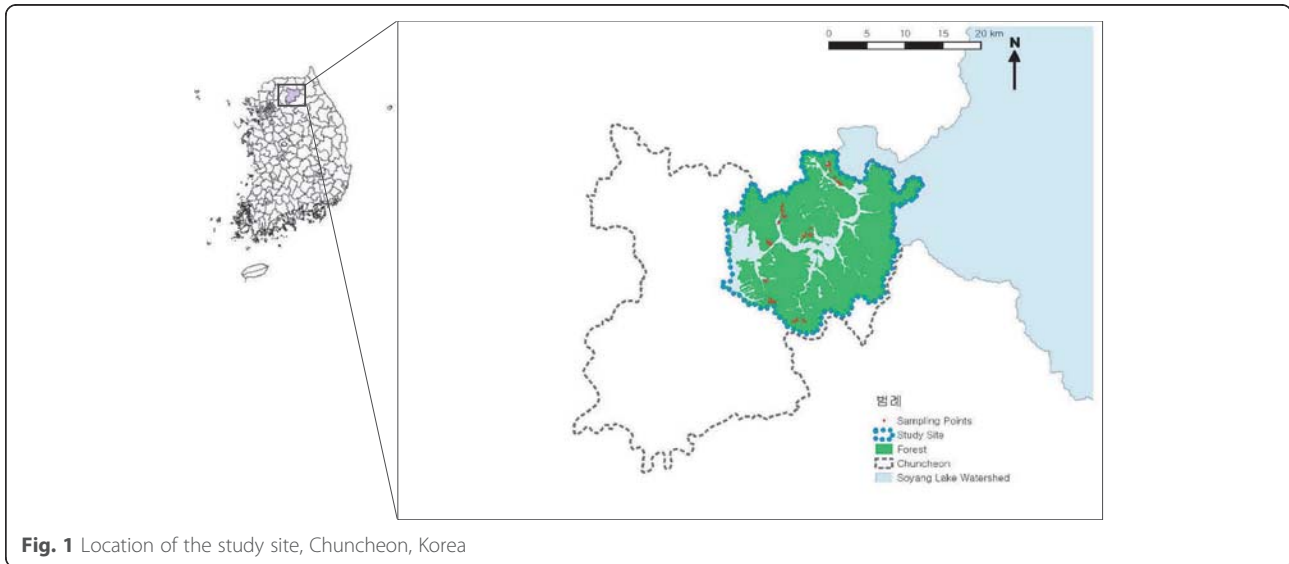 0 5 10 15 20 km
N
범례
Sampling Points
Study Site
Forest
Chuncheon
Soyang Lake Watershed
Fig. 1 Location of the study site, Chuncheon, Korea